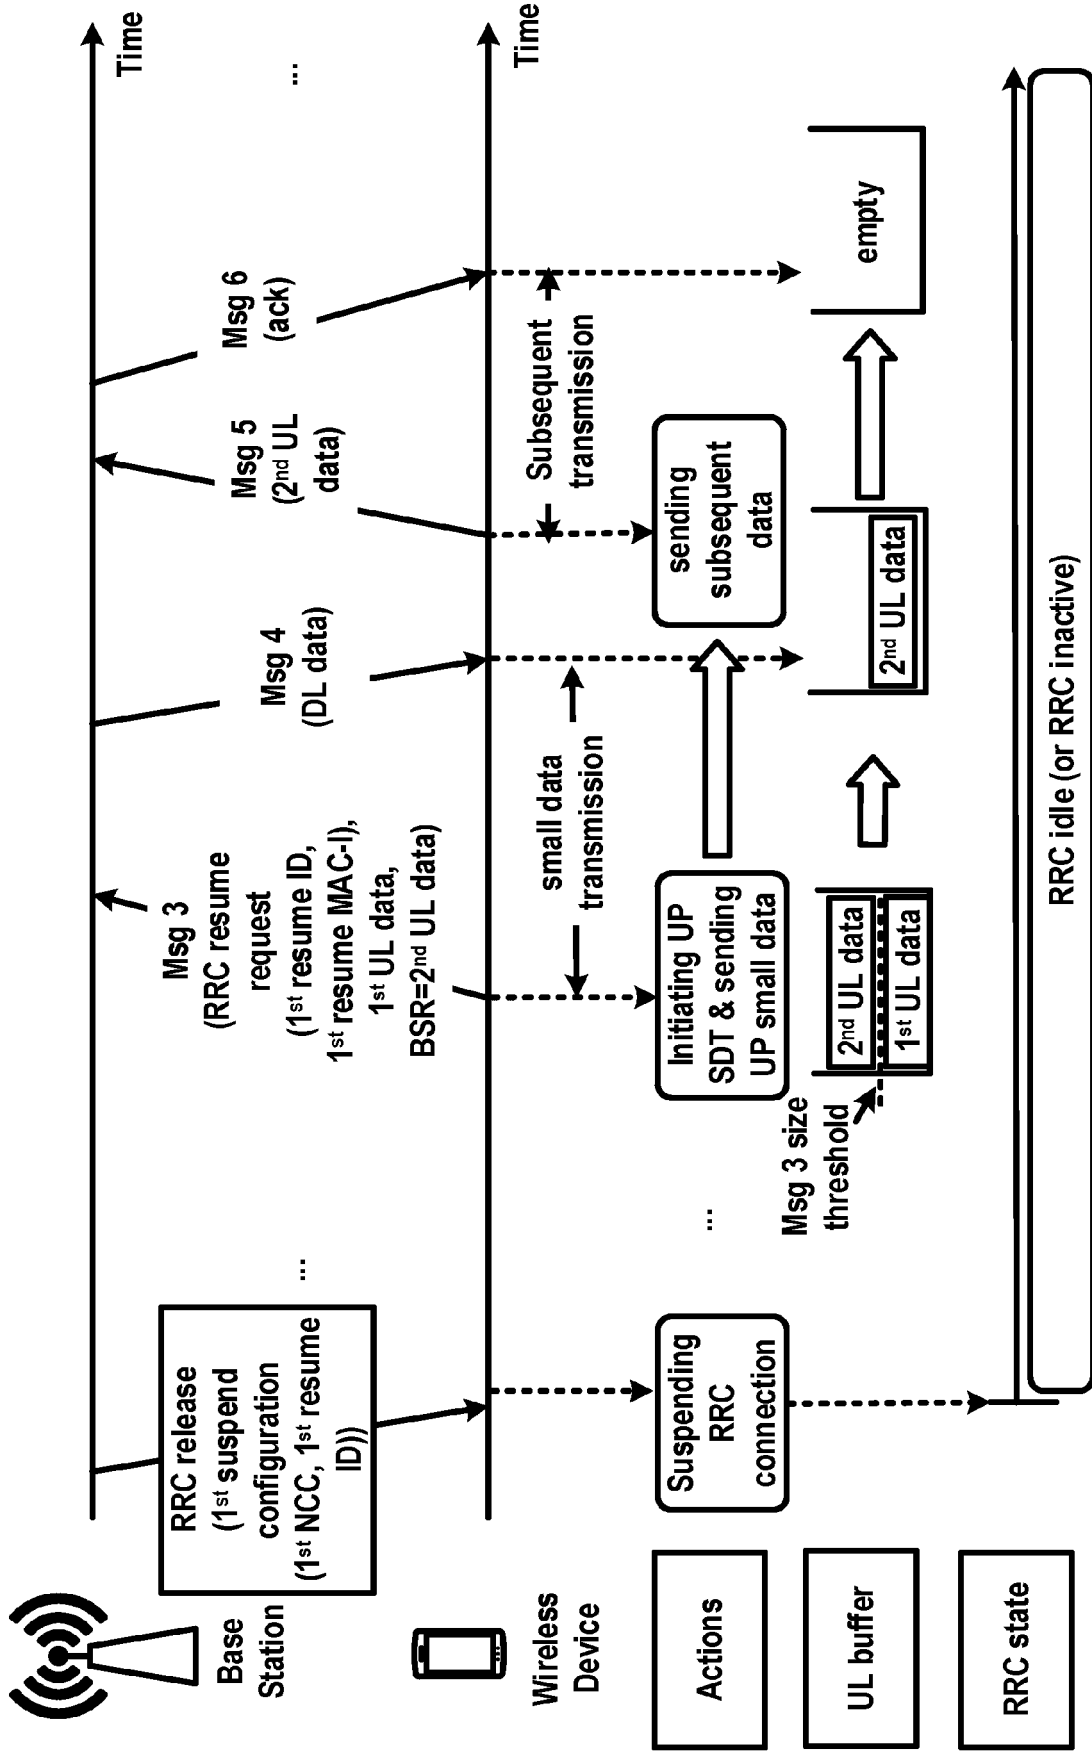 Base
Station
RRC release
(1st suspend
configuration
(1st NCC, 1st resume
ID))
...
Msg 3
(RRC resume
request
(1st resume ID,
1st resume MAC-I),
1st UL data,
BSR=2nd UL data)
Msg 4
(DL data)
Msg 5
(2nd UL
data)
Msg 6
(ack)
...
Time
Wireless
Device
small data
transmission
Subsequent
transmission
Time
Actions
Suspending
RRC
connection
...
Initiating UP
SDT & sending
UP small data
sending
subsequent
data
UL buffer
Msg 3 size
threshold
2nd UL data
1st UL data
2nd UL data
empty
RRC state
RRC idle (or RRC inactive)